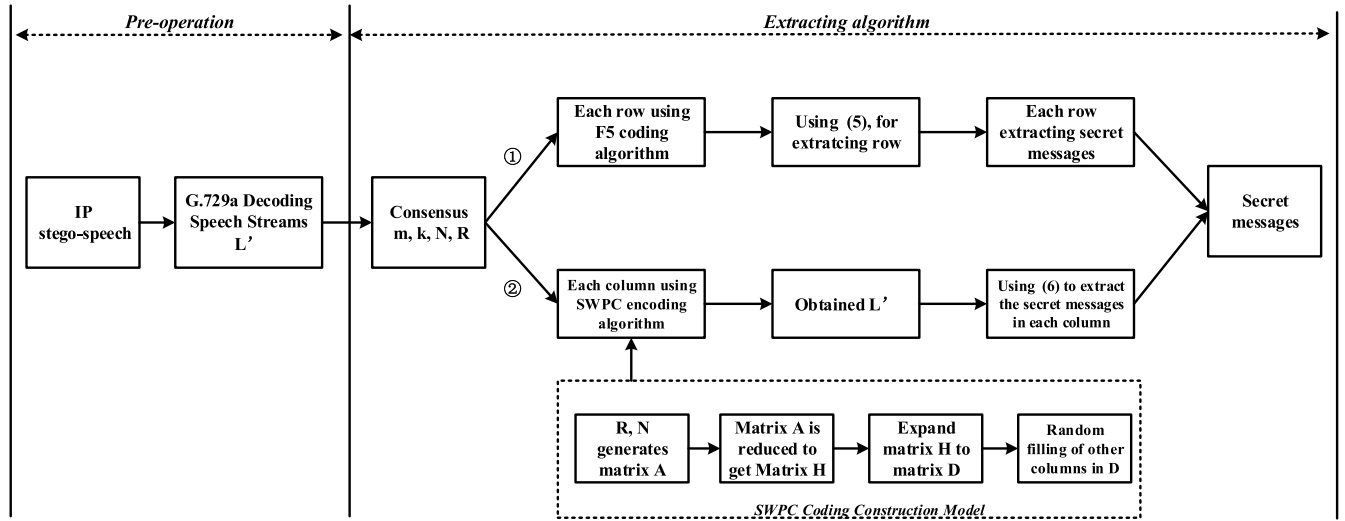 Pre-operation
Extracting algorithm
IP
stego-speech
G.729a Decoding
Speech Streams
L′
Consensus
m, k, N, R
①
Each row using
F5 coding
algorithm
Using (5), for
extratcing row
Each row
extracting secret
messages
②
Each column using
SWPC encoding
algorithm
Obtained L′
Using (6) to extract
the secret messages
in each column
Secret
messages
R, N
generates
matrix A
Matrix A is
reduced to
get Matrix H
Expand
matrix H to
matrix D
Random
filling of other
columns in D
SWPC Coding Construction Model